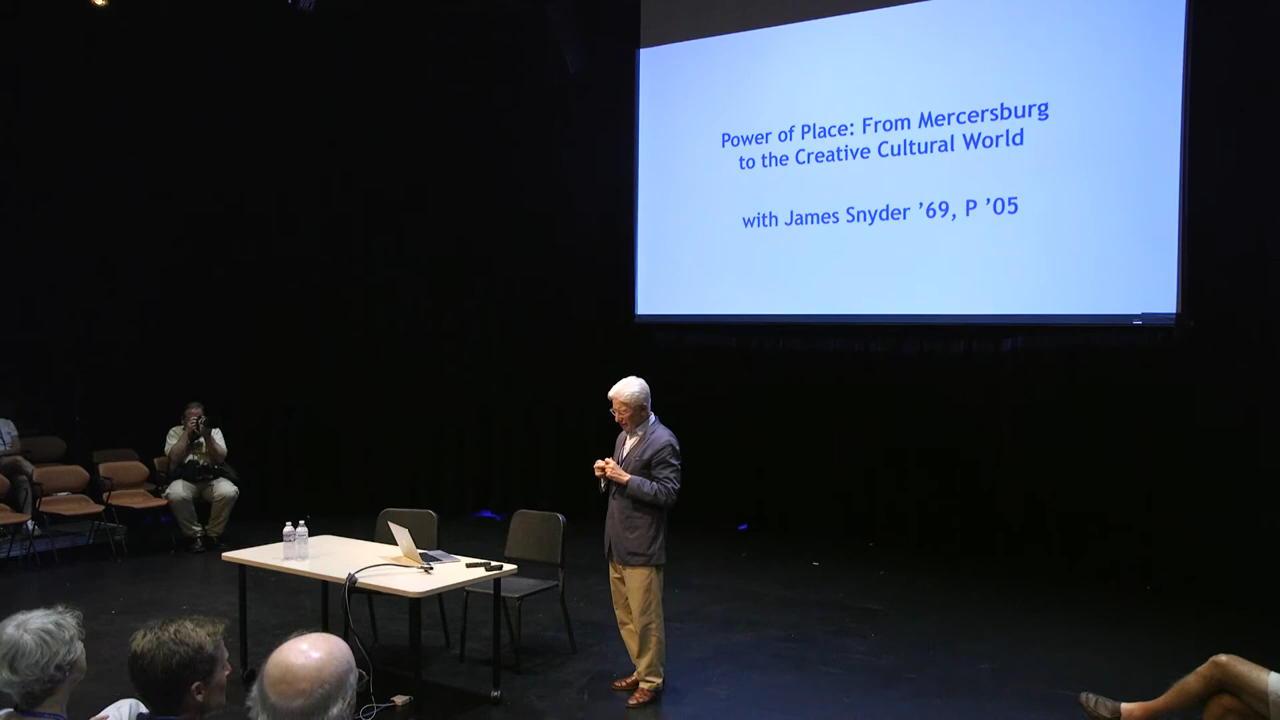 Power of Place: From Mercersburg
to the Creative Cultural World
with James Snyder ’69, P ’05